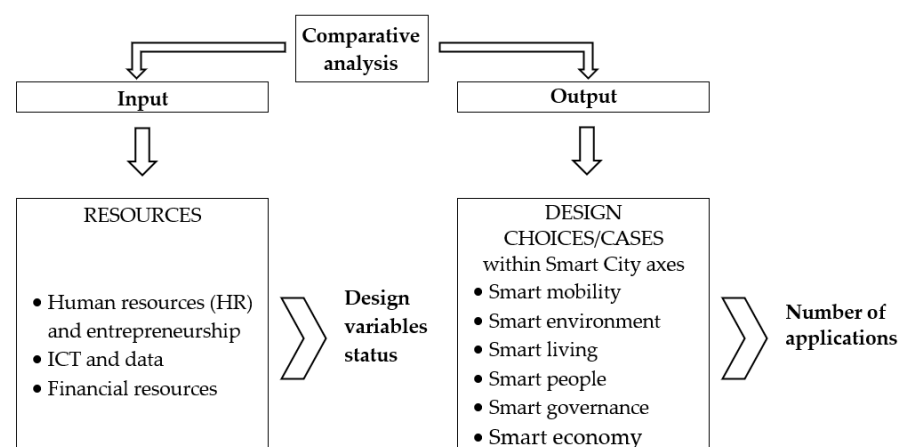 Comparative
analysis
Input
Output
RESOURCES
• Human resources (HR)
and entrepreneurship
• ICT and data
• Financial resources
Design
variables
status
DESIGN
CHOICES/CASES
within Smart City axes
• Smart mobility
• Smart environment
• Smart living
• Smart people
• Smart governance
• Smart economy
Number of
applications